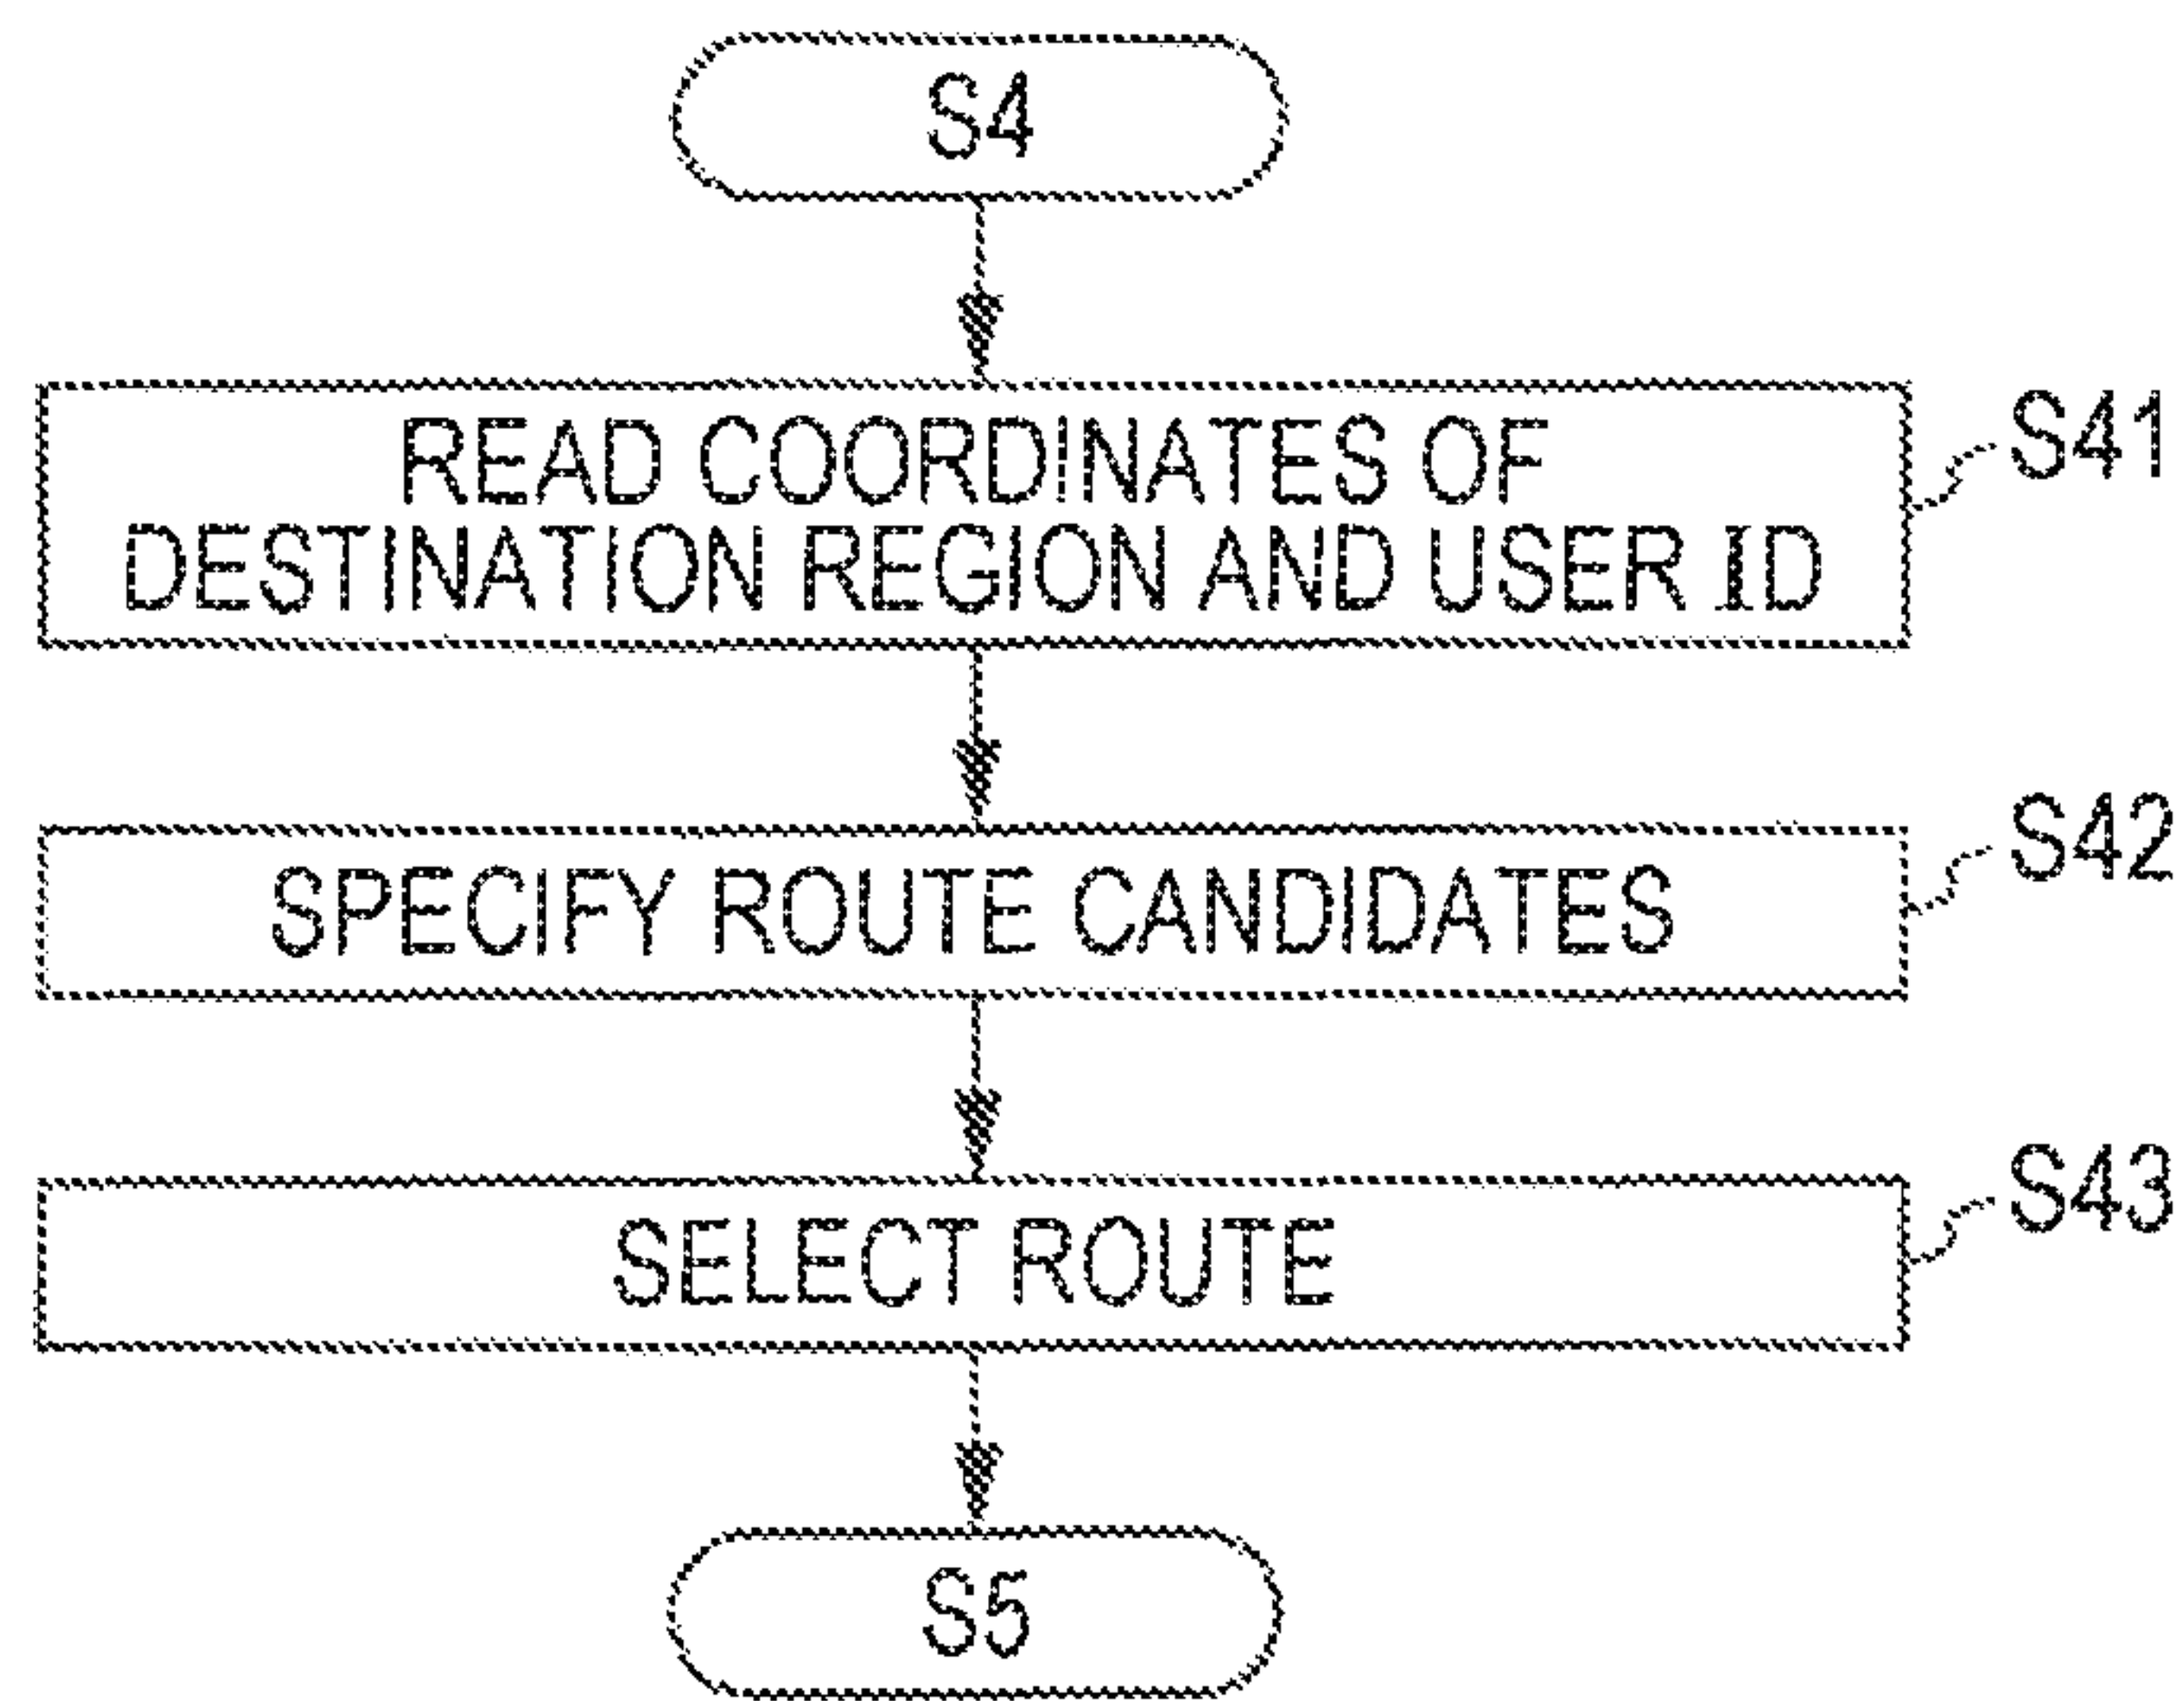 S4
READ COORDINATES OF
DESTINATION REGION AND USER ID
S41
SPECIFY ROUTE CANDIDATES
S42
SELECT ROUTE
S43
S5